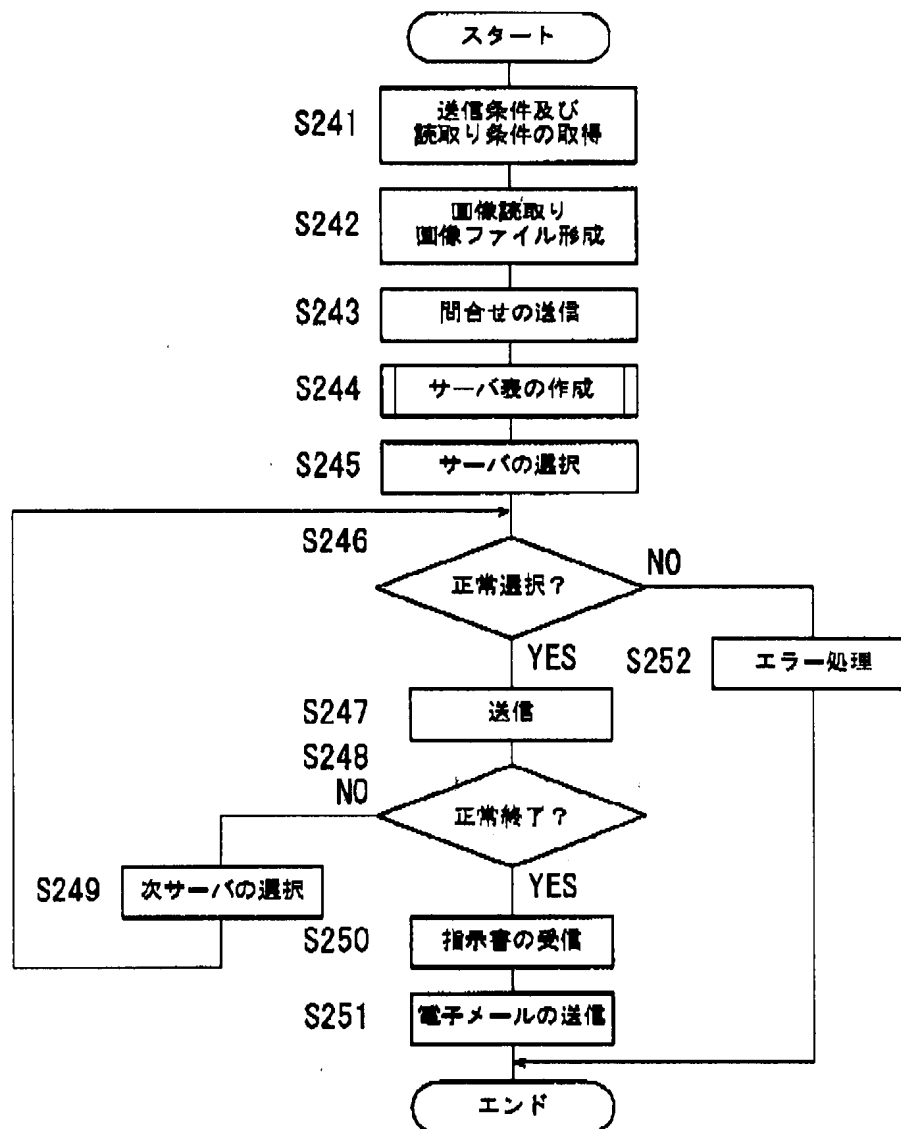 スタート
S241
送信条件及び
読取り条件の取得
S242
画像読取り
画像ファイル形成
S243
問合せの送信
S244
サーバ表の作成
S245
サーバの選択
S246
正常選択?
NO
YES
S252
エラー処理
S247
送信
S248
NO
正常終了?
YES
S249
次サーバの選択
S250
指示書の受信
S251
電子メールの送信
エンド